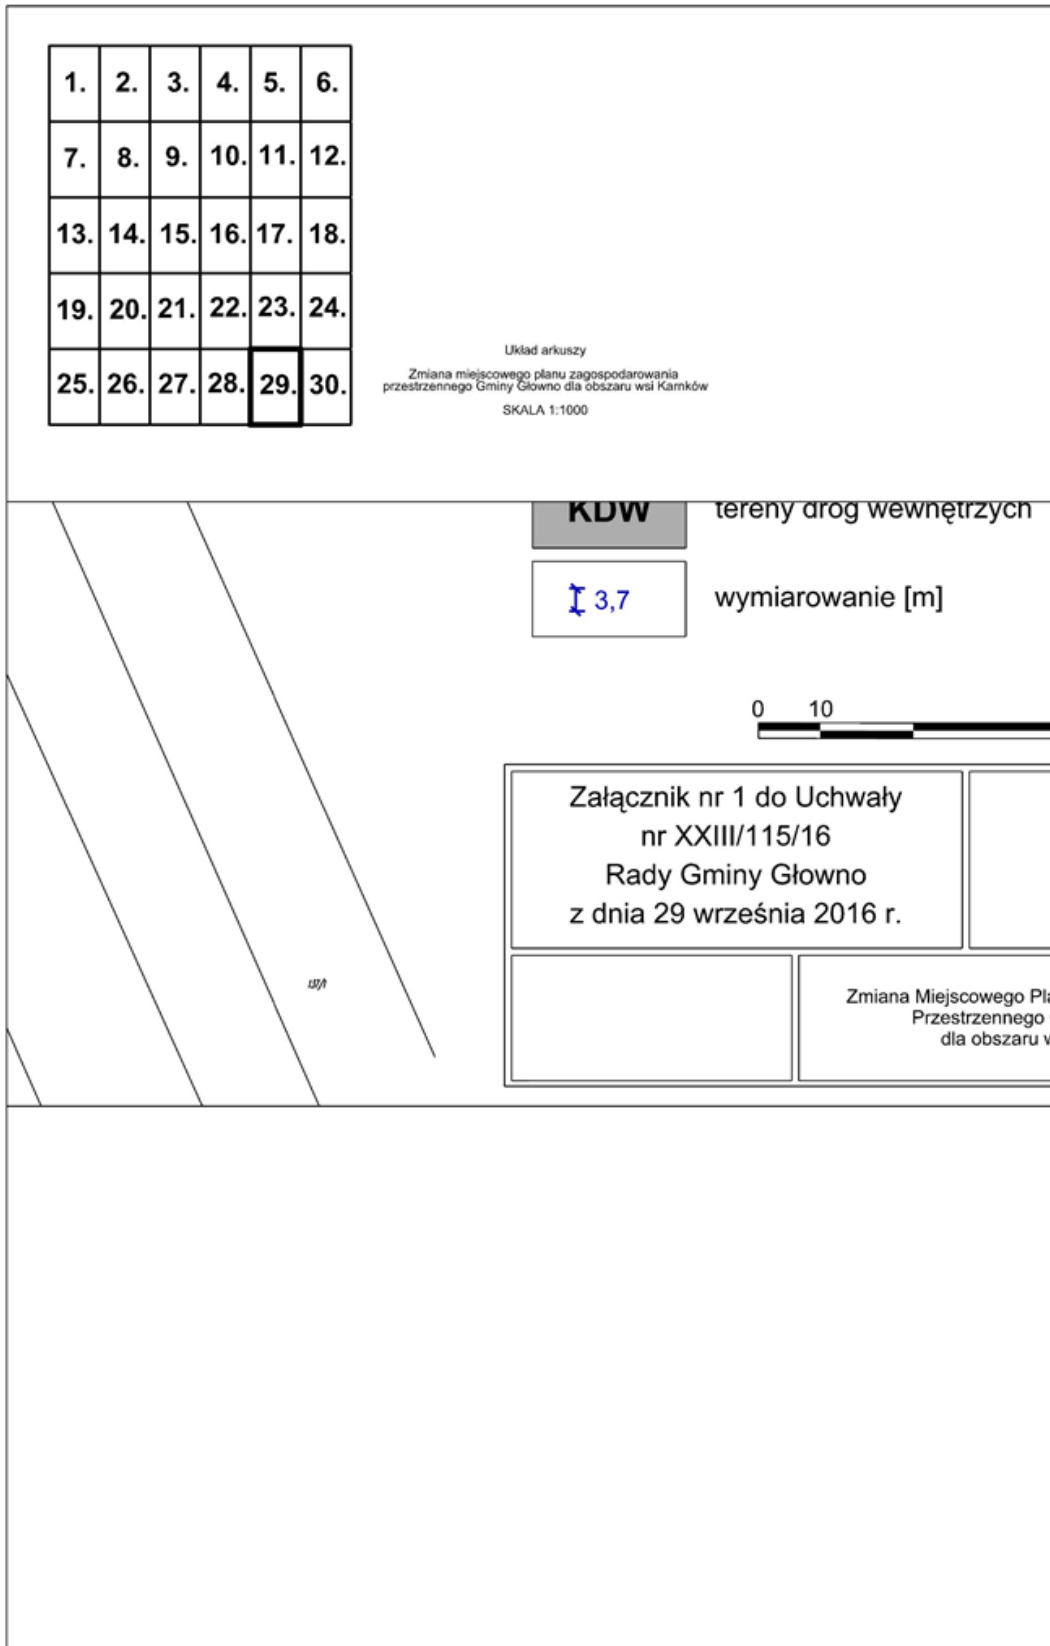 1. 2. 3. 4. 5. 6.
7. 8. 9. 10. 11. 12.
13. 14. 15. 16. 17. 18.
19. 20. 21. 22. 23. 24.
25. 26. 27. 28. 29. 30.
Układ arkuszy
Zmiana miejscowego planu zagospodarowania
przestrzennego Gminy Głowno dla obszaru wsi Karnków
SKALA 1:1000
KDW tereny dróg wewnętrzych
3,7 wymiarowanie [m]
0 10
Załącznik nr 1 do Uchwały
nr XXIII/115/16
Rady Gminy Głowno
z dnia 29 września 2016 r.
Zmiana Miejscowego Pla
Przestrzennego
dla obszaru w